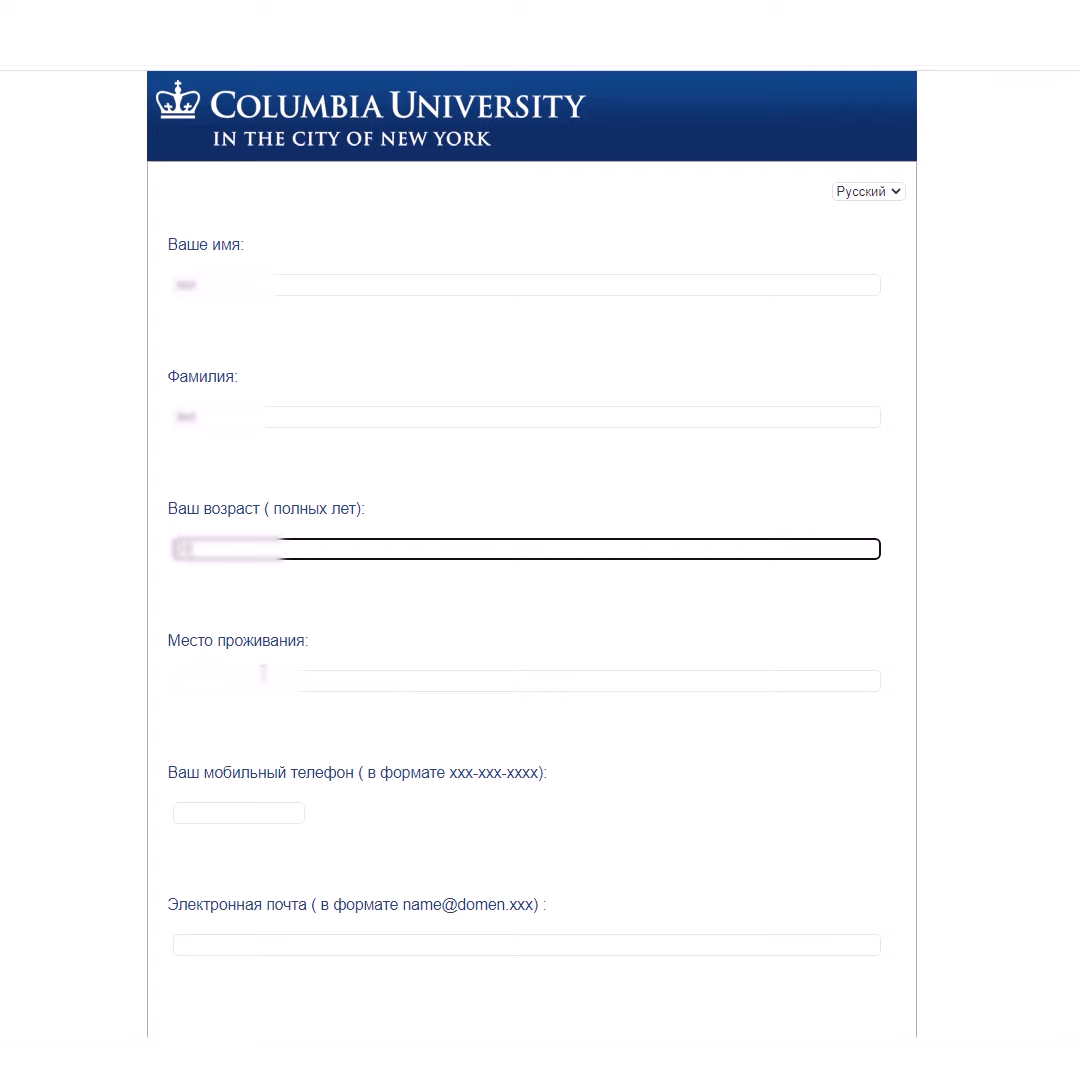 COLUMBIA UNIVERSITY
IN THE CITY OF NEW YORK
Русский
Ваше имя:
Фамилия:
Ваш возраст ( полных лет):
Место проживания:
Ваш мобильный телефон ( в формате xxx-xxx-xxxx):
Электронная почта ( в формате name@domen.xxx) :